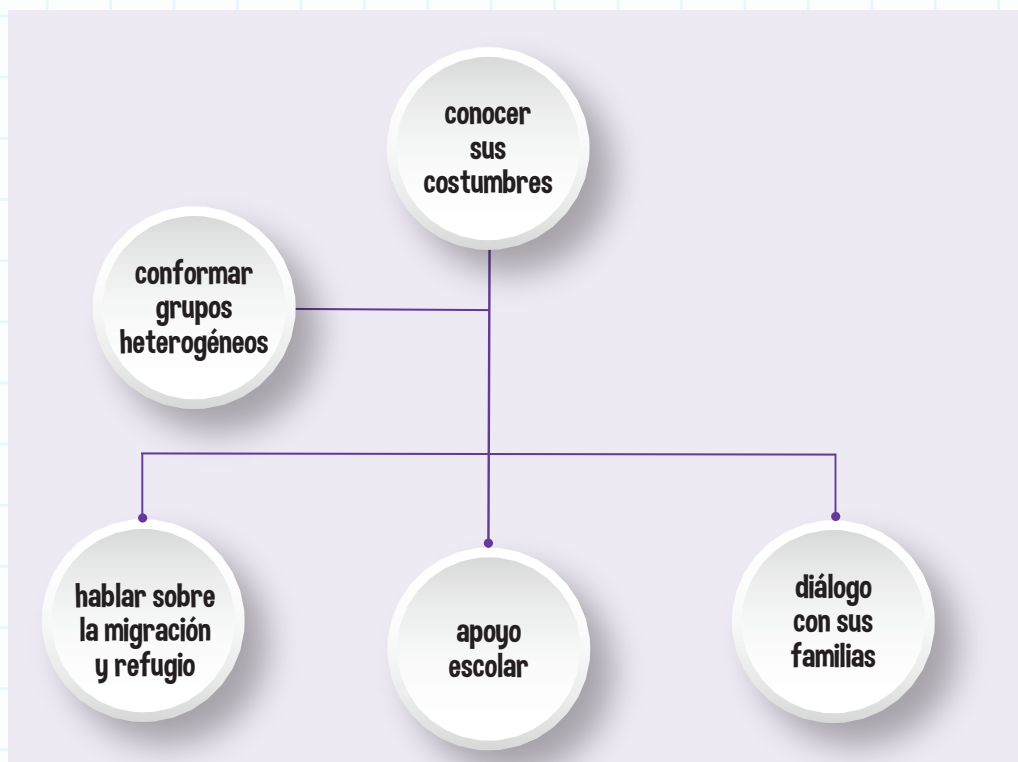 conocer
sus
costumbres
conformar
grupos
heterogéneos
hablar sobre
la migración
y refugio
apoyo
escolar
diálogo
con sus
familias